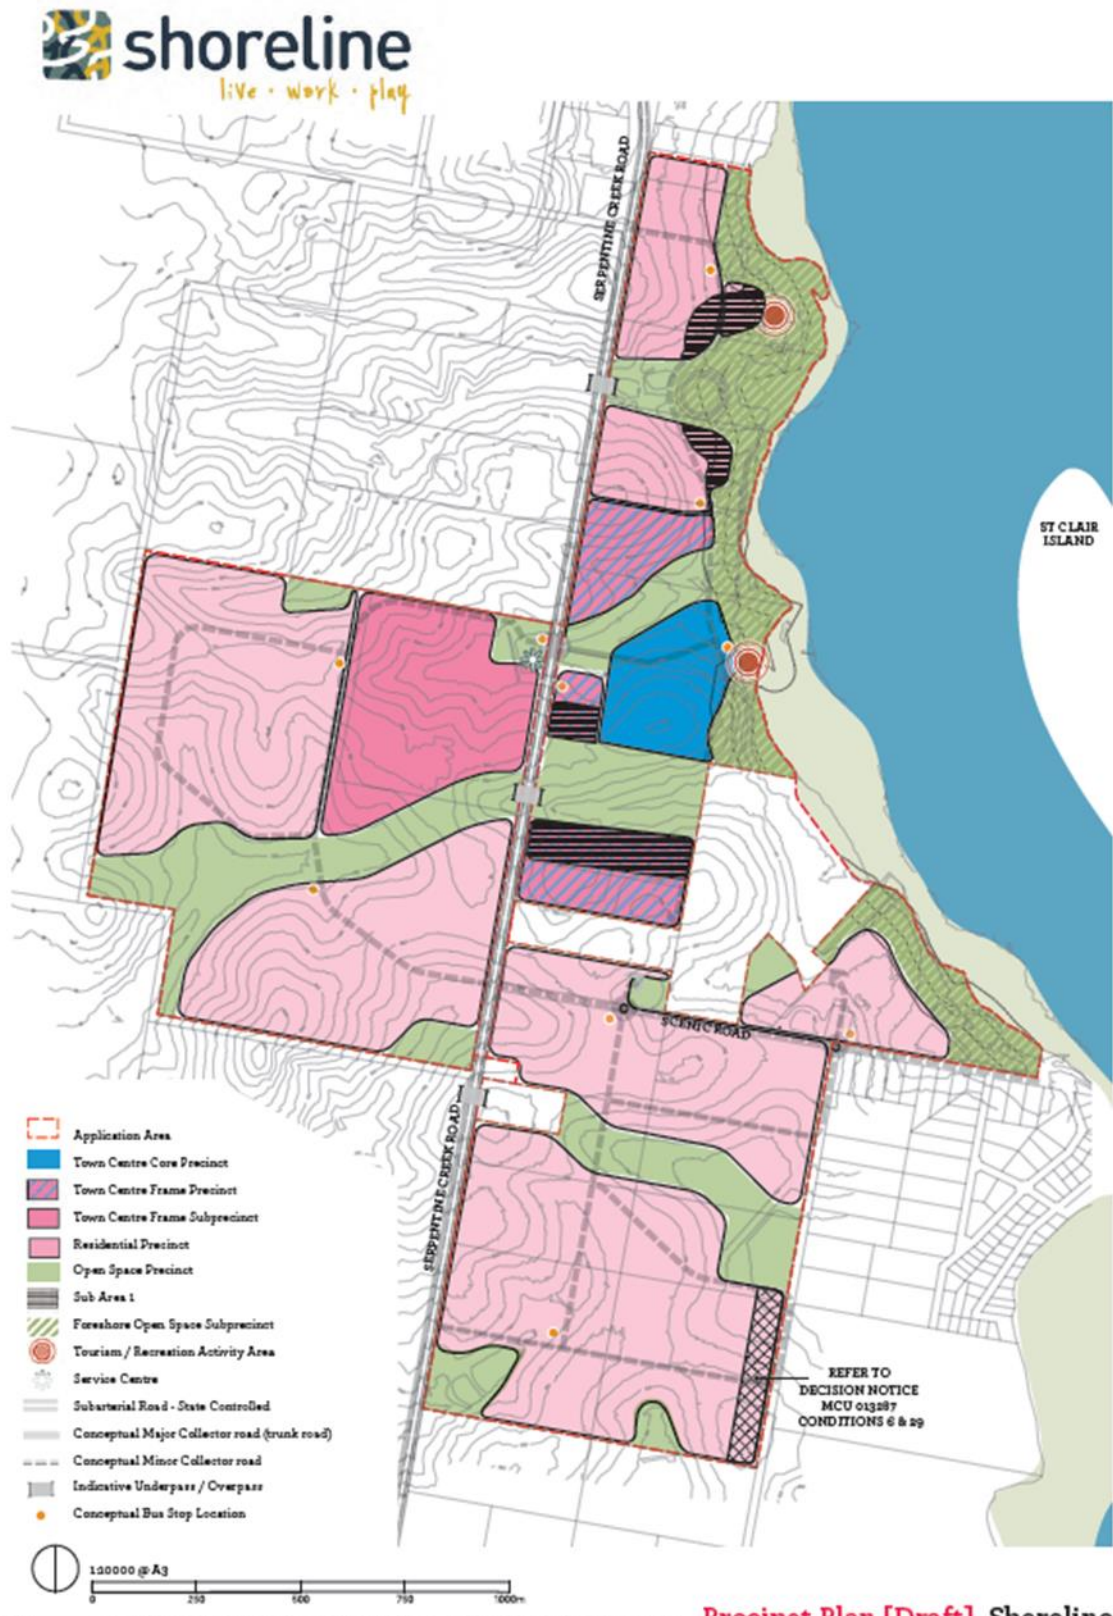 shoreline
live · work · play
SERPENTINE CREEK ROAD
ST CLAIR
ISLAND
SCENIC ROAD
SERPENTINE CREEK ROAD
Application Area
Town Centre Core Precinct
Town Centre Frame Precinct
Town Centre Frame Subprecinct
Residential Precinct
Open Space Precinct
Sub Area 1
Foreshore Open Space Subprecinct
Tourism / Recreation Activity Area
Service Centre
Subarterial Road - State Controlled
Conceptual Major Collector road (trunk road)
Conceptual Minor Collector road
Indicative Underpass / Overpass
Conceptual Bus Stop Location
REFER TO
DECISION NOTICE
MCU 013287
CONDITIONS 6 & 29
1:10000 @ A3
0 250 500 750 1000m
Precinct Plan [Draft] Shoreline